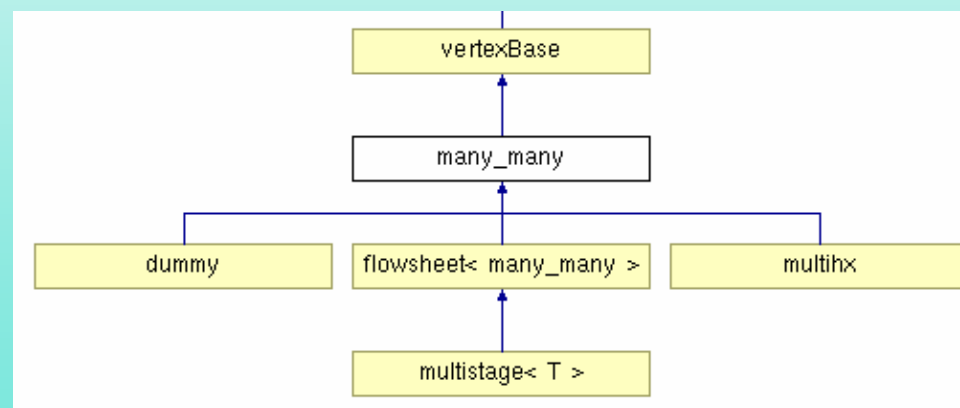 vertexBase
many_many
dummy
flowsheet< many_many >
multihx
multistage< T >